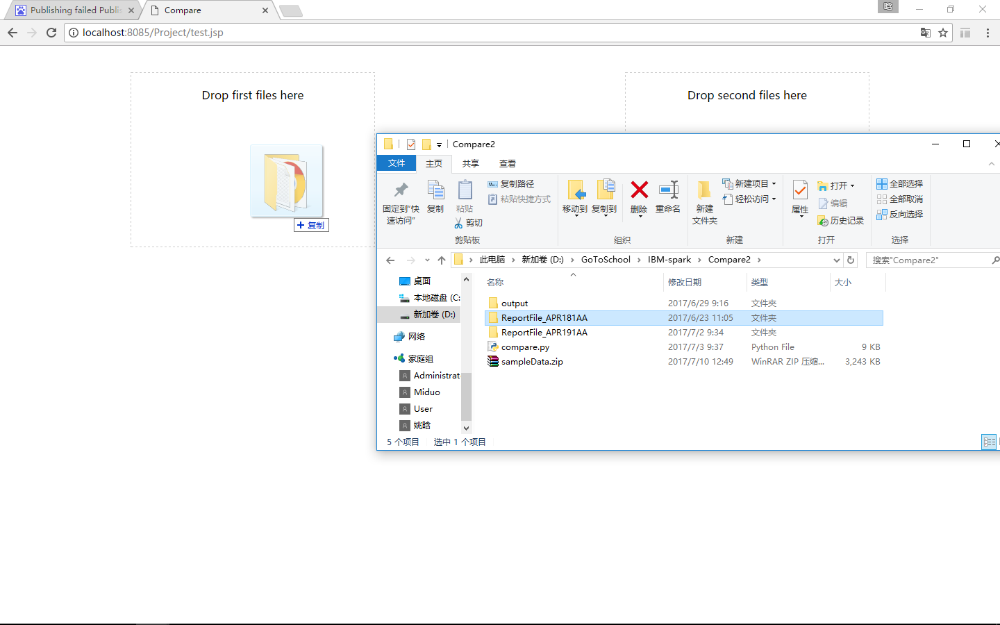 Publishing failed Publis
Compare
晗
localhost:8085/Project/test.jsp
Drop first files here
Drop second files here
复制
Compare2
文件
主页
共享
查看
固定到"快
速访问"
复制
粘贴
复制路径
粘贴快捷方式
剪切
剪贴板
移动到
复制到
删除
重命名
组织
新建
文件夹
新建项目
轻松访问
新建
属性
打开
编辑
历史记录
打开
全部选择
全部取消
反向选择
选择
此电脑 > 新加卷 (D:) > GoToSchool > IBM-spark > Compare2 >
搜索"Compare2"
桌面
本地磁盘 (C:
新加卷 (D:)
网络
家庭组
Administrat
Miduo
User
姚晗
名称 修改日期 类型 大小
output 2017/6/29 9:16 文件夹
ReportFile_APR181AA 2017/6/23 11:05 文件夹
ReportFile_APR191AA 2017/7/2 9:34 文件夹
compare.py 2017/7/3 9:37 Python File 9 KB
sampleData.zip 2017/7/10 12:49 WinRAR ZIP 压缩... 3,243 KB
5 个项目 选中 1 个项目